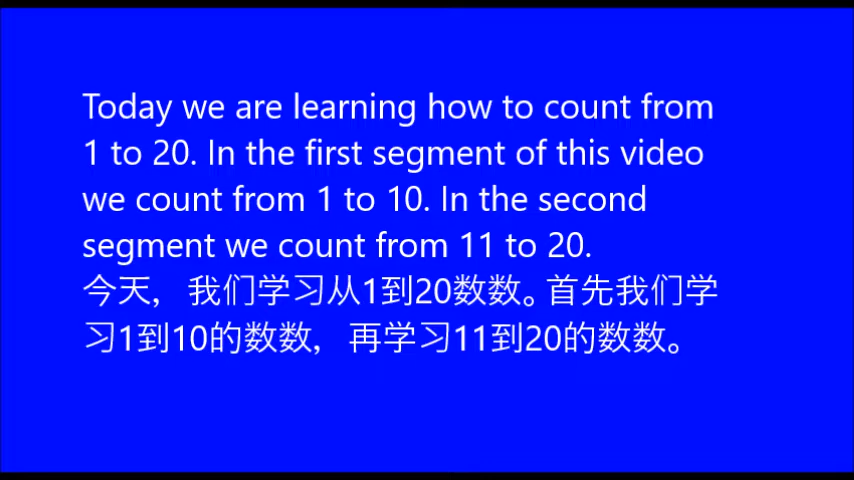 Today we are learning how to count from
1 to 20. In the first segment of this video
we count from 1 to 10. In the second
segment we count from 11 to 20.
今天，我们学习从1到20数数。首先我们学
习1到10的数数，再学习11到20的数数。